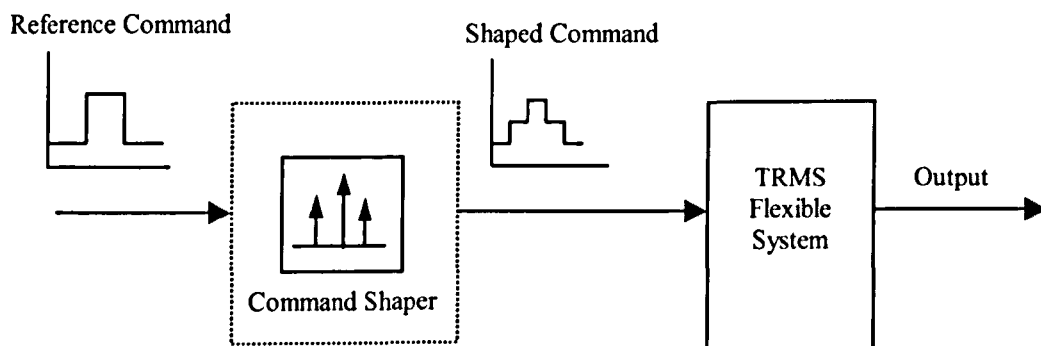 Reference Command
Shaped Command
Command Shaper
TRMS
Flexible
System
Output